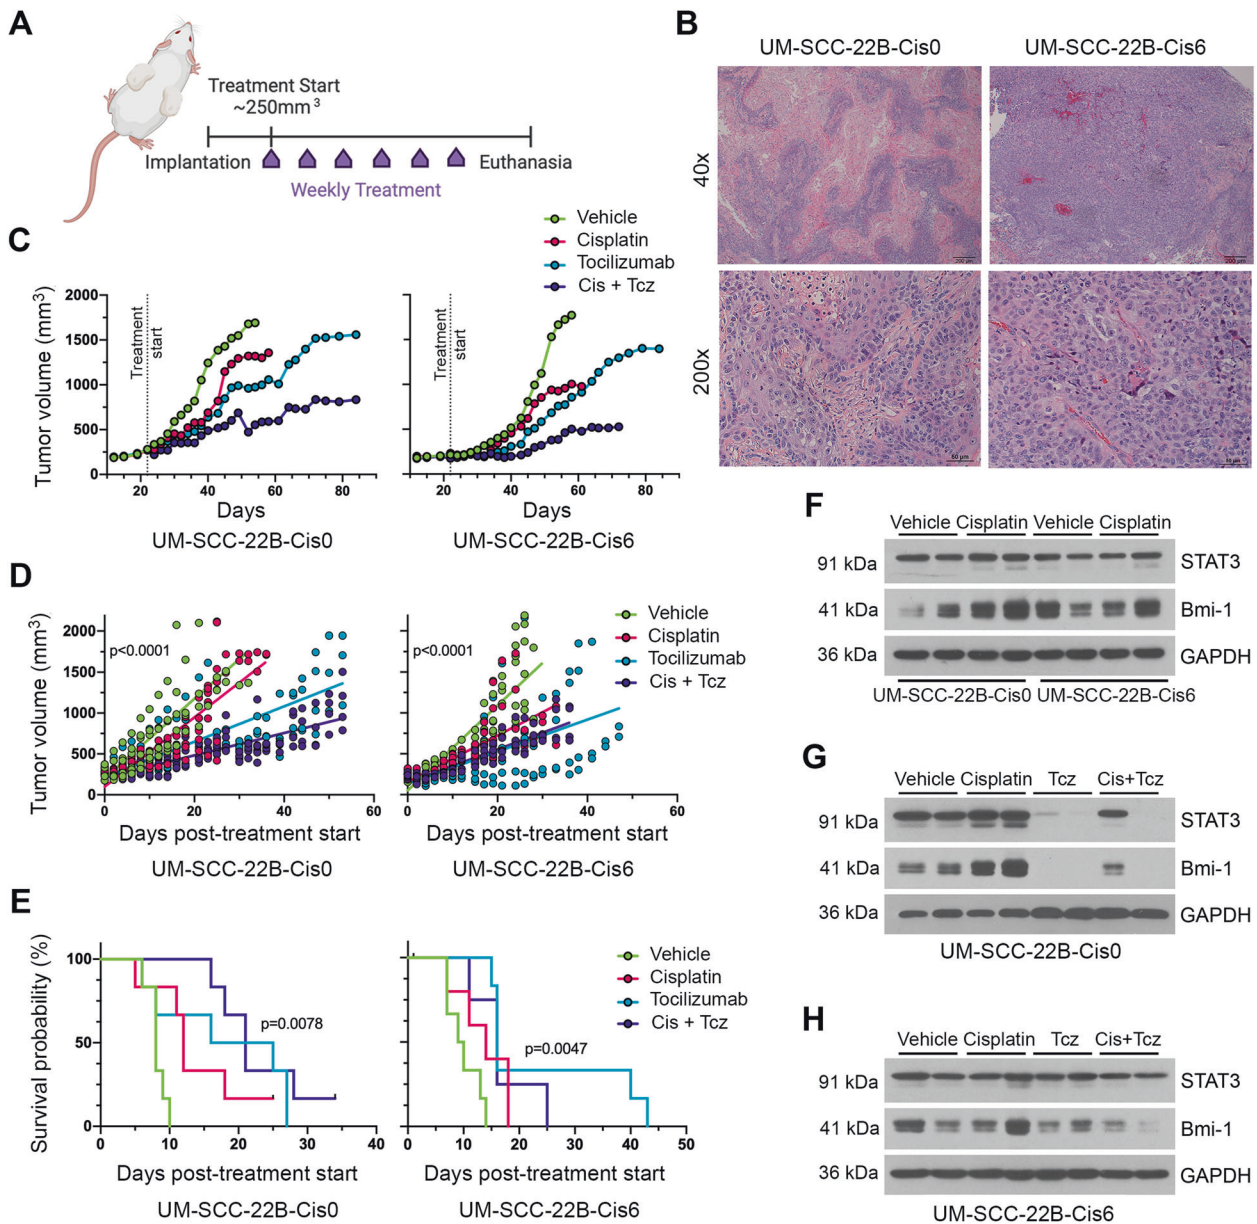 A
Treatment Start
~250mm³
Implantation
Euthanasia
Weekly Treatment
B
UM-SCC-22B-Cis0
UM-SCC-22B-Cis6
40x
200 µm
200 µm
200x
50 µm
C
Vehicle
Cisplatin
Tocilizumab
Cis + Tcz
Tumor volume (mm³)
2000
1500
1000
500
0
Treatment
start
Treatment
start
0 20 40 60 80
0 20 40 60 80
Days
Days
UM-SCC-22B-Cis0
UM-SCC-22B-Cis6
D
Vehicle
Cisplatin
Tocilizumab
Cis + Tcz
Tumor volume (mm³)
2000
1500
1000
500
0
p<0.0001
p<0.0001
0 20 40 60
0 20 40 60
Days post-treatment start
Days post-treatment start
UM-SCC-22B-Cis0
UM-SCC-22B-Cis6
E
Vehicle
Cisplatin
Tocilizumab
Cis + Tcz
Survival probability (%)
100
50
0
p=0.0078
p=0.0047
0 10 20 30 40
0 10 20 30 40 50
Days post-treatment start
Days post-treatment start
UM-SCC-22B-Cis0
UM-SCC-22B-Cis6
F
Vehicle Cisplatin Vehicle Cisplatin
91 kDa STAT3
41 kDa Bmi-1
36 kDa GAPDH
UM-SCC-22B-Cis0 UM-SCC-22B-Cis6
G
Vehicle Cisplatin Tcz Cis+Tcz
91 kDa STAT3
41 kDa Bmi-1
36 kDa GAPDH
UM-SCC-22B-Cis0
H
Vehicle Cisplatin Tcz Cis+Tcz
91 kDa STAT3
41 kDa Bmi-1
36 kDa GAPDH
UM-SCC-22B-Cis6